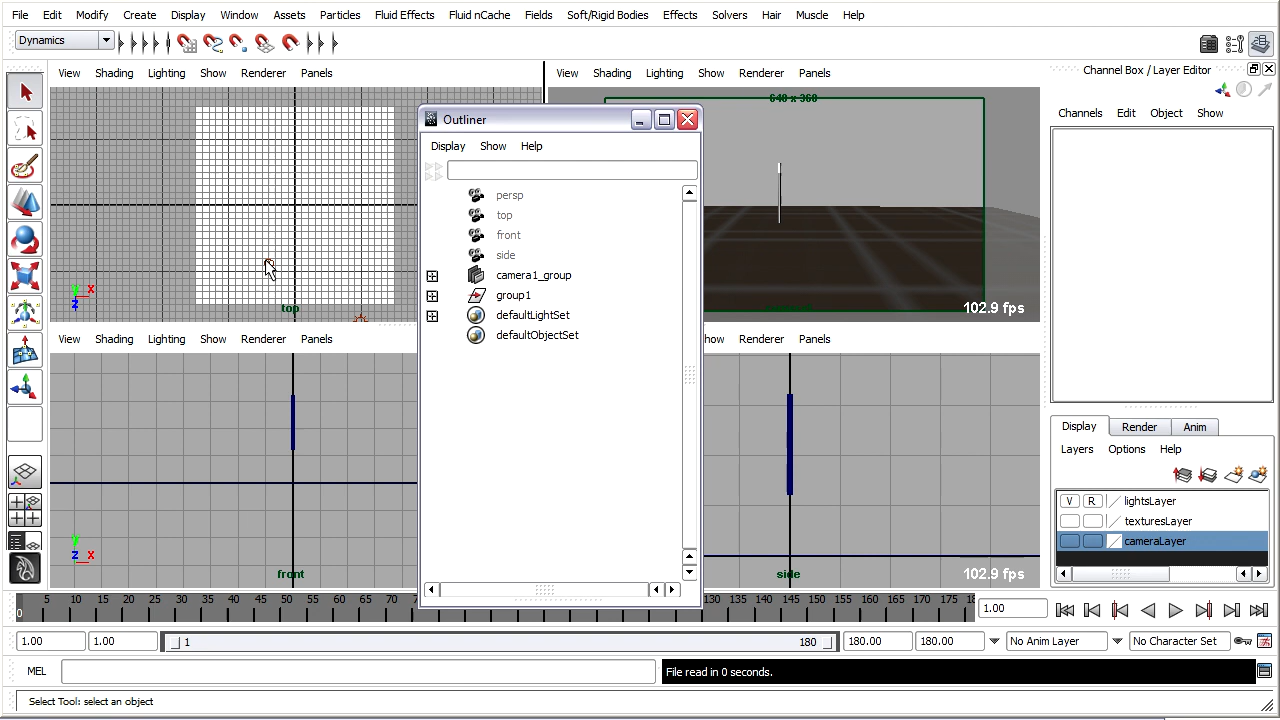 File Edit Modify Create Display Window Assets Particles Fluid Effects Fluid nCache Fields Soft/Rigid Bodies Effects Solvers Hair Muscle Help
Dynamics
View Shading Lighting Show Renderer Panels
View Shading Lighting Show Renderer Panels
Channel Box / Layer Editor
Channels Edit Object Show
640 x 360
Outliner
Display Show Help
persp
top
front
side
camera1_group
group1
defaultLightSet
defaultObjectSet
y x
z
top
102.9 fps
View Shading Lighting Show Renderer Panels
how Renderer Panels
y
z x
front
side
102.9 fps
Display Render Anim
Layers Options Help
V R lightsLayer
texturesLayer
cameraLayer
0 5 10 15 20 25 30 35 40 45 50 55 60 65 70 130 135 140 145 150 155 160 165 170 175 18
1.00
1.00 1.00 1 180 180.00 180.00 No Anim Layer No Character Set
MEL File read in 0 seconds.
Select Tool: select an object